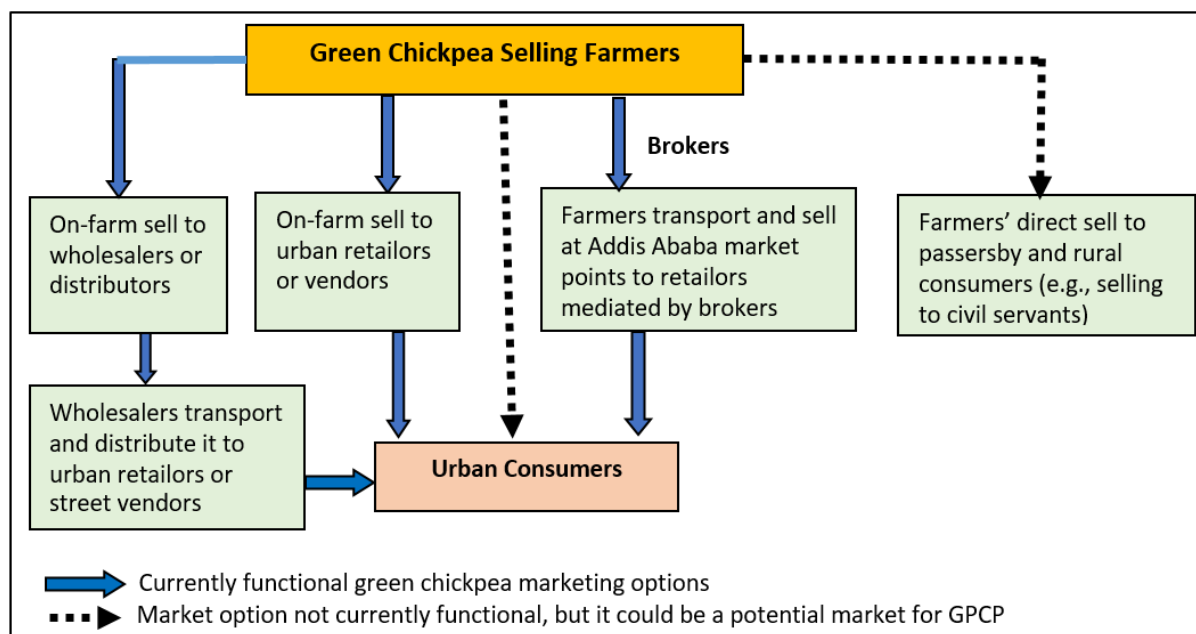 Green Chickpea Selling Farmers
Brokers
On-farm sell to
wholesalers or
distributors
On-farm sell to
urban retailors
or vendors
Farmers transport and sell
at Addis Ababa market
points to retailors
mediated by brokers
Farmers’ direct sell to
passersby and rural
consumers (e.g., selling
to civil servants)
Wholesalers transport
and distribute it to
urban retailors or
street vendors
Urban Consumers
Currently functional green chickpea marketing options
Market option not currently functional, but it could be a potential market for GPCP